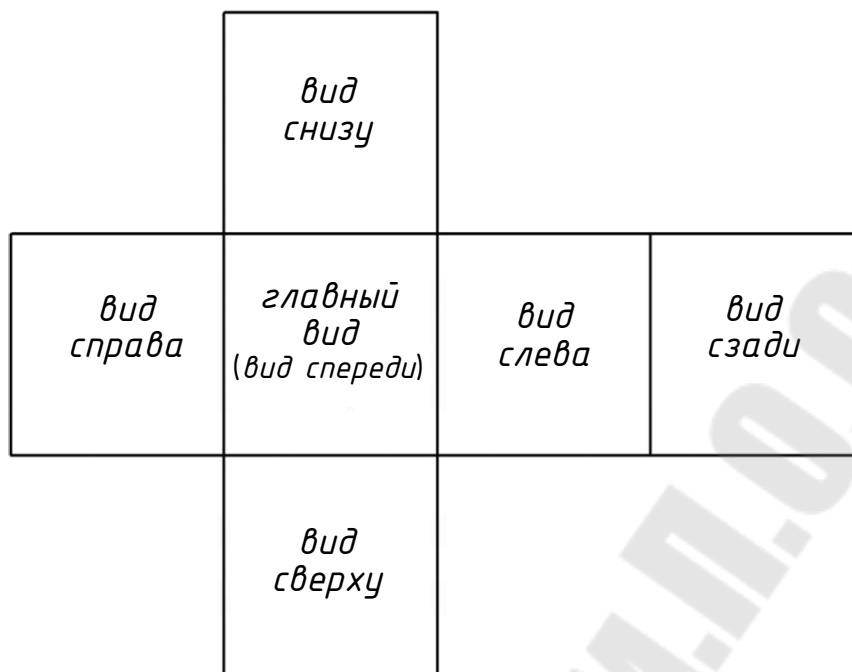 вид
снизу
вид
справа
главный
вид
(вид спереди)
вид
слева
вид
сзади
вид
сверху